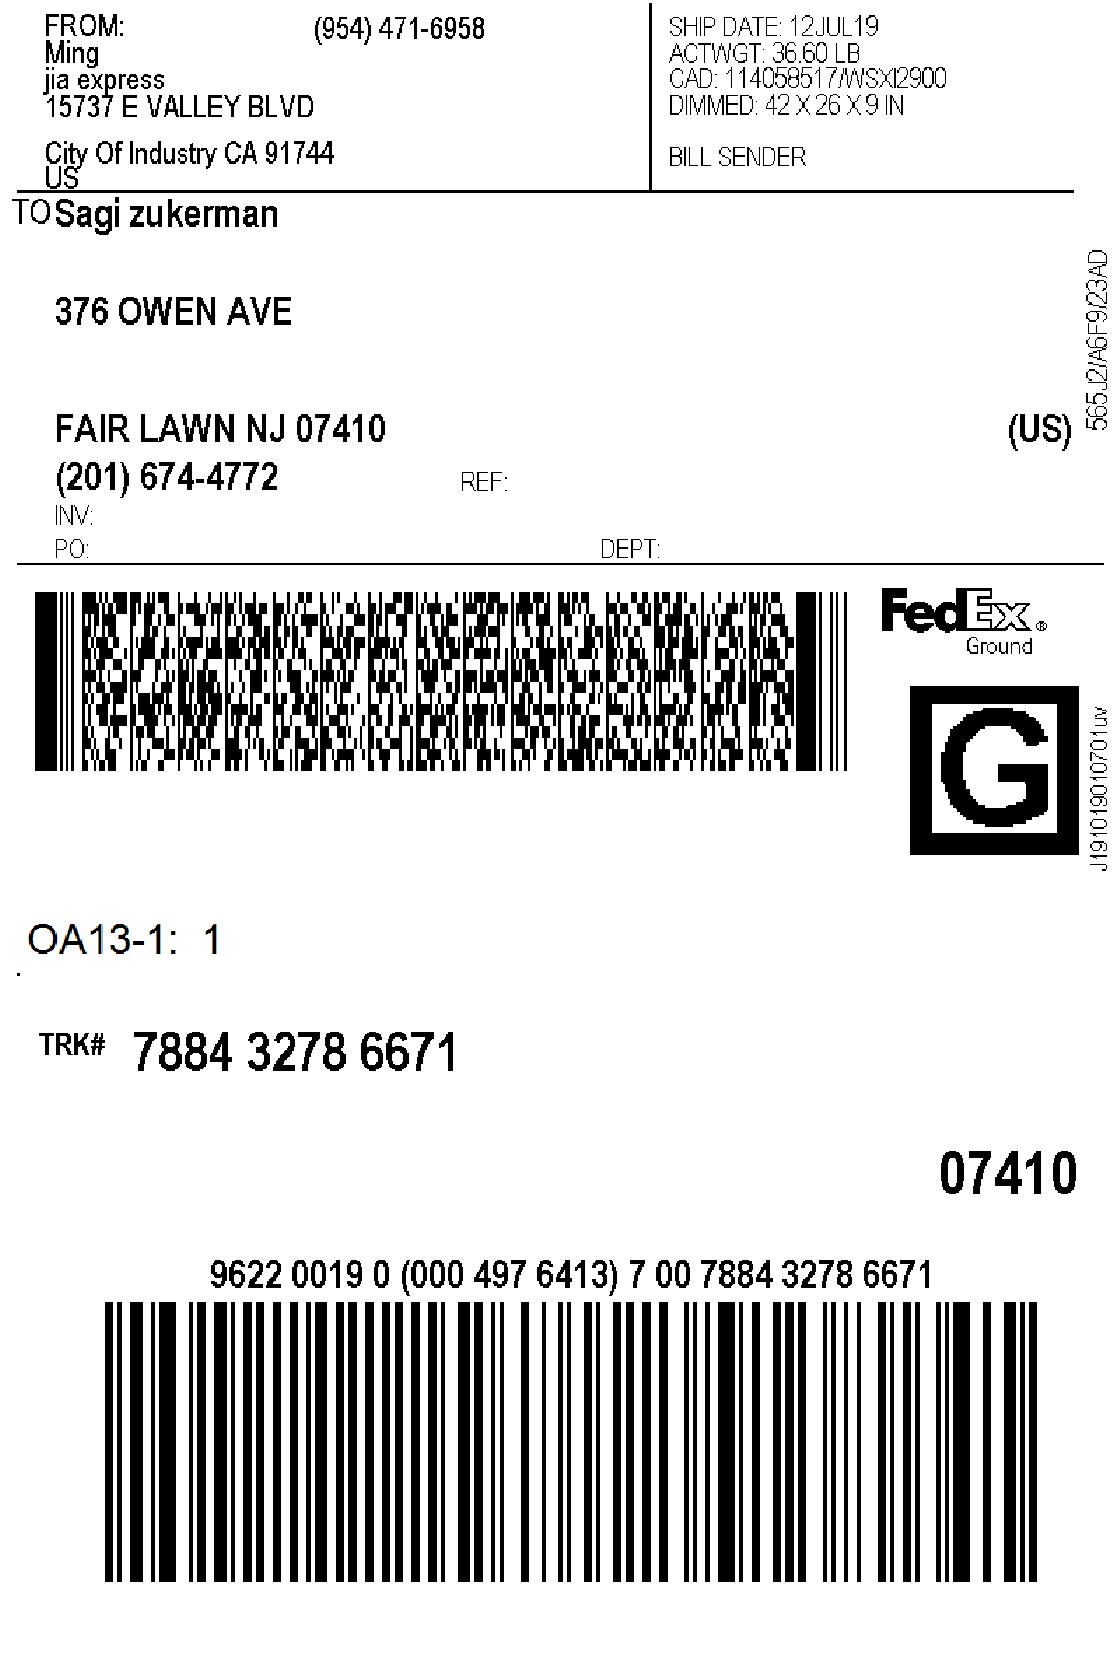 FROM: (954) 471-6958
Ming
jia express
15737 E VALLEY BLVD
City Of Industry CA 91744
US
SHIP DATE: 12JUL19
ACTWGT: 36.60 LB
CAD: 114058517/WSXI2900
DIMMED: 42 X 26 X 9 IN
BILL SENDER
TO Sagi zukerman
376 OWEN AVE
FAIR LAWN NJ 07410 (US)
(201) 674-4772 REF:
INV:
PO: DEPT:
565J2/A6F9/23AD
FedEx®
Ground
G
J191019010701uv
OA13-1: 1
TRK# 7884 3278 6671
07410
9622 0019 0 (000 497 6413) 7 00 7884 3278 6671